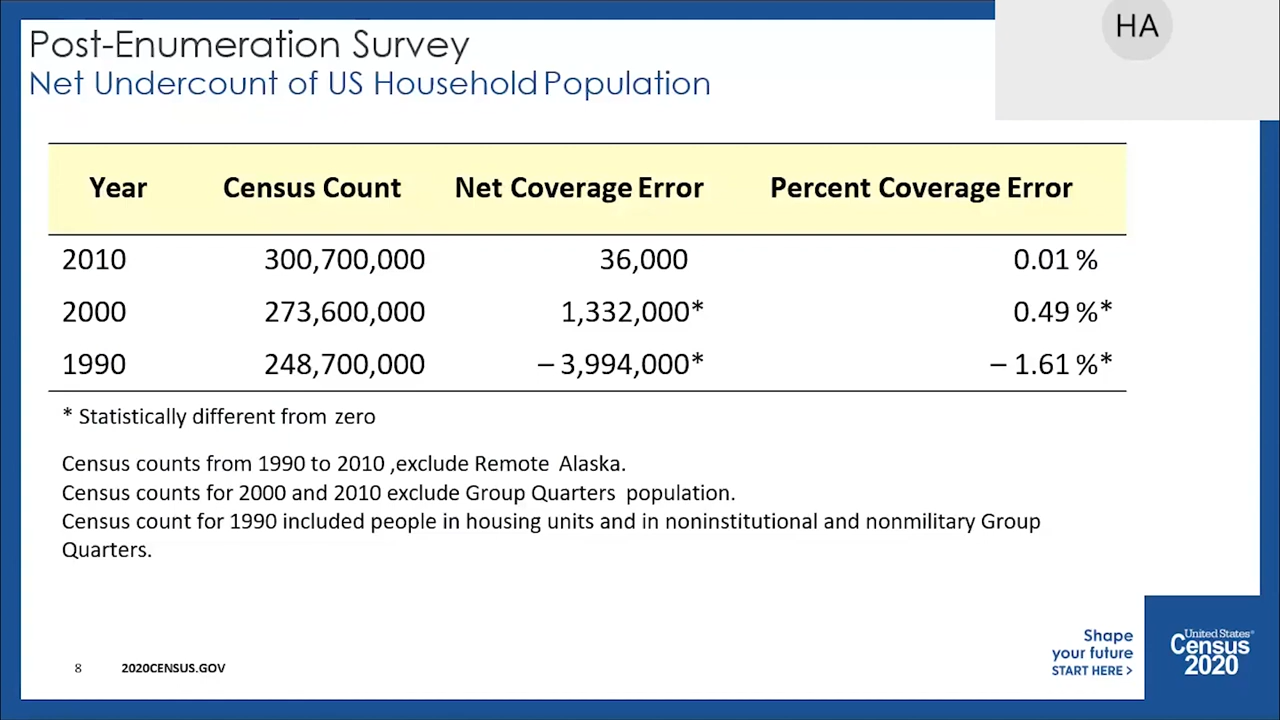 Post-Enumeration Survey
HA
Net Undercount of US Household Population
Year Census Count Net Coverage Error Percent Coverage Error
2010 300,700,000 36,000 0.01 %
2000 273,600,000 1,332,000* 0.49 %*
1990 248,700,000 – 3,994,000* – 1.61 %*
* Statistically different from zero
Census counts from 1990 to 2010 ,exclude Remote Alaska.
Census counts for 2000 and 2010 exclude Group Quarters population.
Census count for 1990 included people in housing units and in noninstitutional and nonmilitary Group
Quarters.
Shape
your future
START HERE >
United States®
Census
2020
8 2020CENSUS.GOV